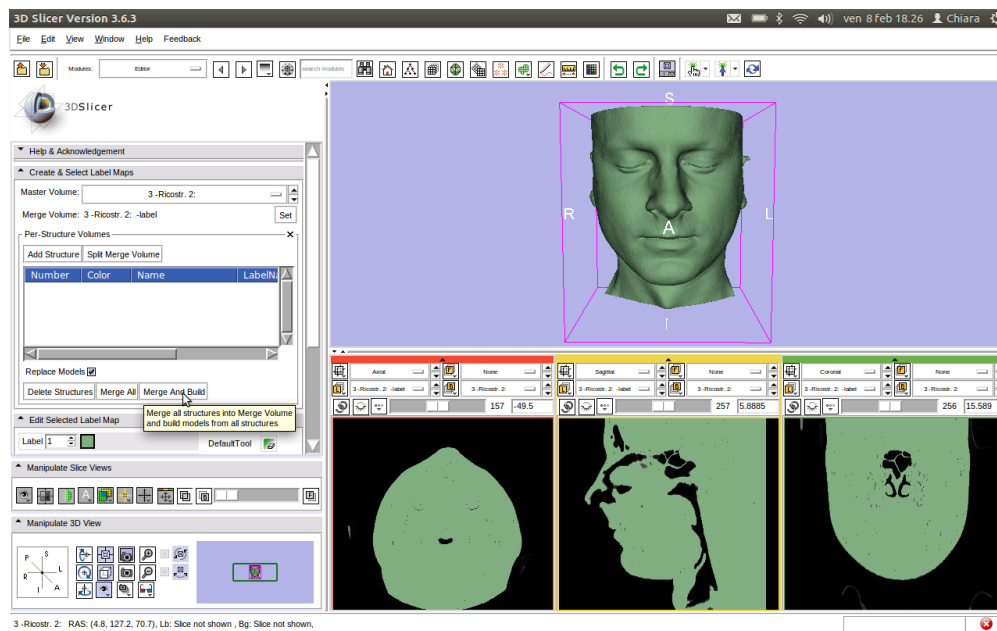 3D Slicer Version 3.6.3
ven 8 feb 18.26 Chiara
File Edit View Window Help Feedback
Modules: Editor search modules
3DSlicer
Help & Acknowledgement
Create & Select Label Maps
Master Volume: 3 -Ricostr. 2:
Merge Volume: 3 -Ricostr. 2: -label Set
Per-Structure Volumes
Add Structure Split Merge Volume
Number Color Name LabelNa
Replace Models
Delete Structures Merge All Merge And Build
Merge all structures into Merge Volume
and build models from all structures
Edit Selected Label Map
Label 1 DefaultTool
Manipulate Slice Views
Manipulate 3D View
P S
R L
I A
S
R L
A
I
Axial None
3 -Ricostr. 2: -label 3 -Ricostr. 2:
157 -49.5
Sagittal None
3 -Ricostr. 2: -label 3 -Ricostr. 2:
257 5.8885
Coronal None
3 -Ricostr. 2: -label 3 -Ricostr. 2:
256 15.589
3 -Ricostr. 2: RAS: (4.8, 127.2, 70.7), Lb: Slice not shown , Bg: Slice not shown,